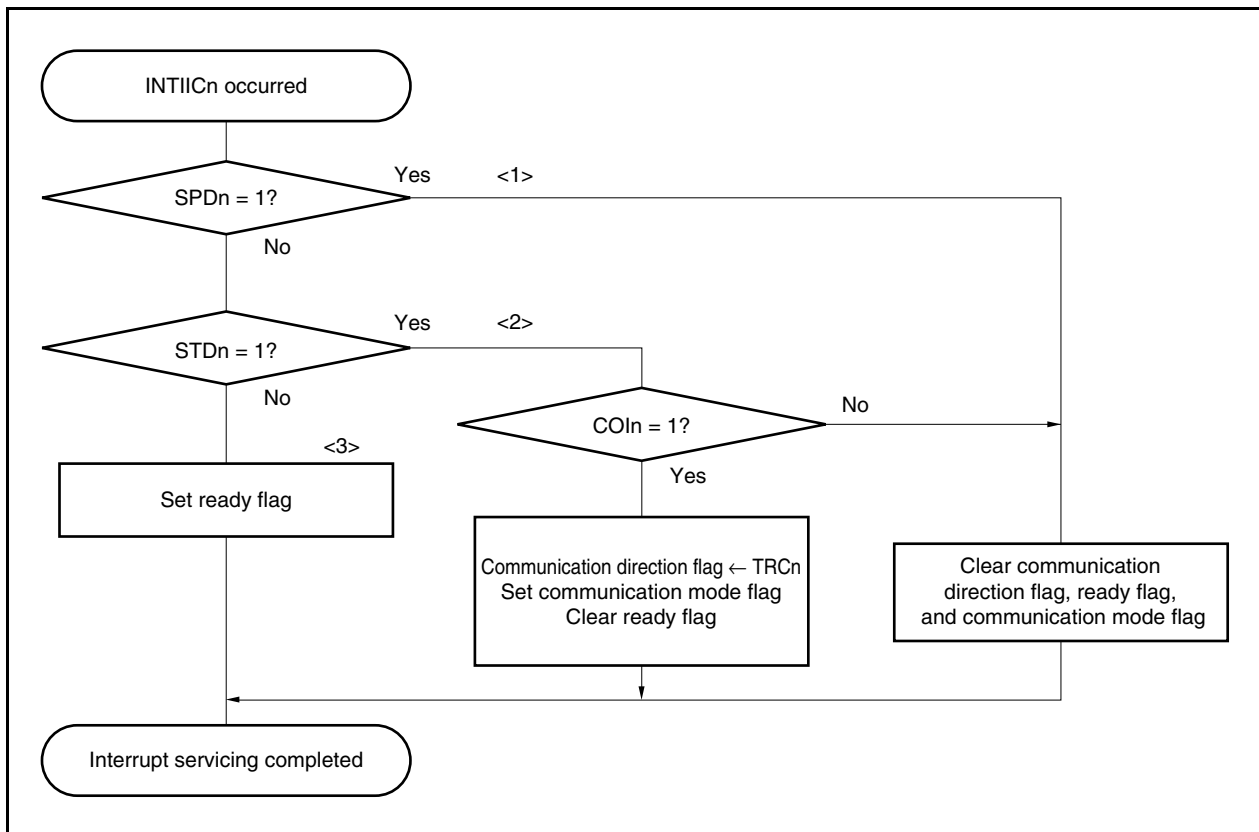 INTIICn occurred
SPDn = 1?
Yes
<1>
No
STDn = 1?
Yes
<2>
No
COIn = 1?
No
Yes
<3>
Set ready flag
Communication direction flag ← TRCn
Set communication mode flag
Clear ready flag
Clear communication
direction flag, ready flag,
and communication mode flag
Interrupt servicing completed